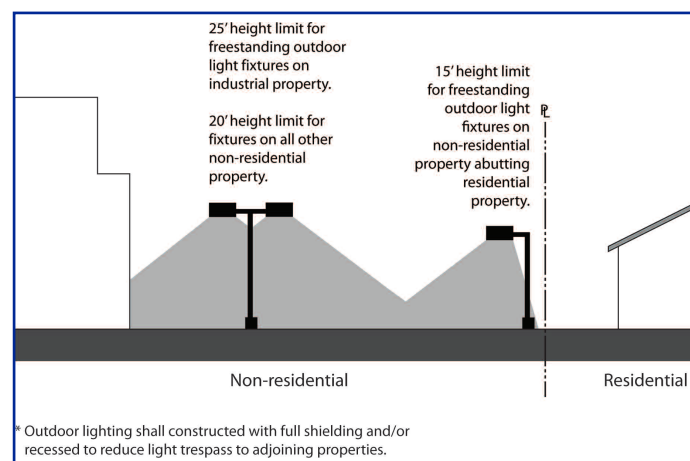 25' height limit for
freestanding outdoor
light fixtures on
industrial property.
20' height limit for
fixtures on all other
non-residential
property.
15' height limit
for freestanding
outdoor light
fixtures on
non-residential
property abutting
residential
property.
PL
Non-residential
Residential
* Outdoor lighting shall constructed with full shielding and/or
recessed to reduce light trespass to adjoining properties.